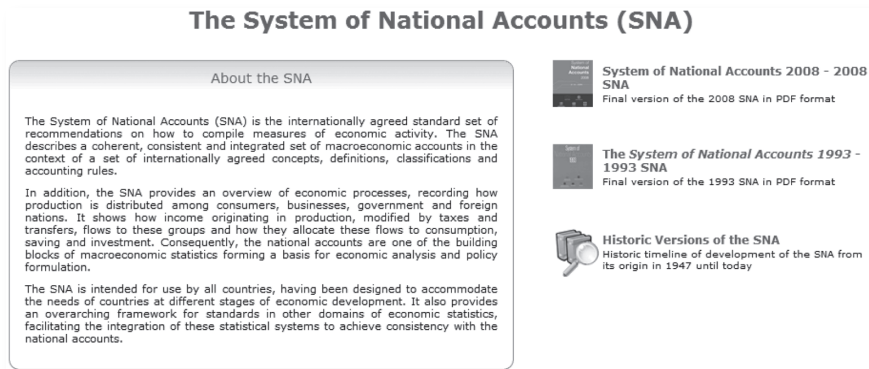 The System of National Accounts (SNA)
About the SNA
The System of National Accounts (SNA) is the internationally agreed standard set of
recommendations on how to compile measures of economic activity. The SNA
describes a coherent, consistent and integrated set of macroeconomic accounts in the
context of a set of internationally agreed concepts, definitions, classifications and
accounting rules.
In addition, the SNA provides an overview of economic processes, recording how
production is distributed among consumers, businesses, government and foreign
nations. It shows how income originating in production, modified by taxes and
transfers, flows to these groups and how they allocate these flows to consumption,
saving and investment. Consequently, the national accounts are one of the building
blocks of macroeconomic statistics forming a basis for economic analysis and policy
formulation.
The SNA is intended for use by all countries, having been designed to accommodate
the needs of countries at different stages of economic development. It also provides
an overarching framework for standards in other domains of economic statistics,
facilitating the integration of these statistical systems to achieve consistency with the
national accounts.
System of National Accounts 2008 - 2008
SNA
Final version of the 2008 SNA in PDF format
The System of National Accounts 1993 -
1993 SNA
Final version of the 1993 SNA in PDF format
Historic Versions of the SNA
Historic timeline of development of the SNA from
its origin in 1947 until today